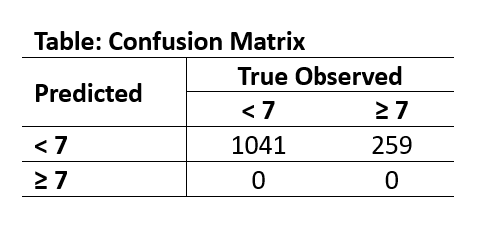 Table: Confusion Matrix
True Observed
Predicted
< 7 ≥ 7
< 7 1041 259
≥ 7 0 0